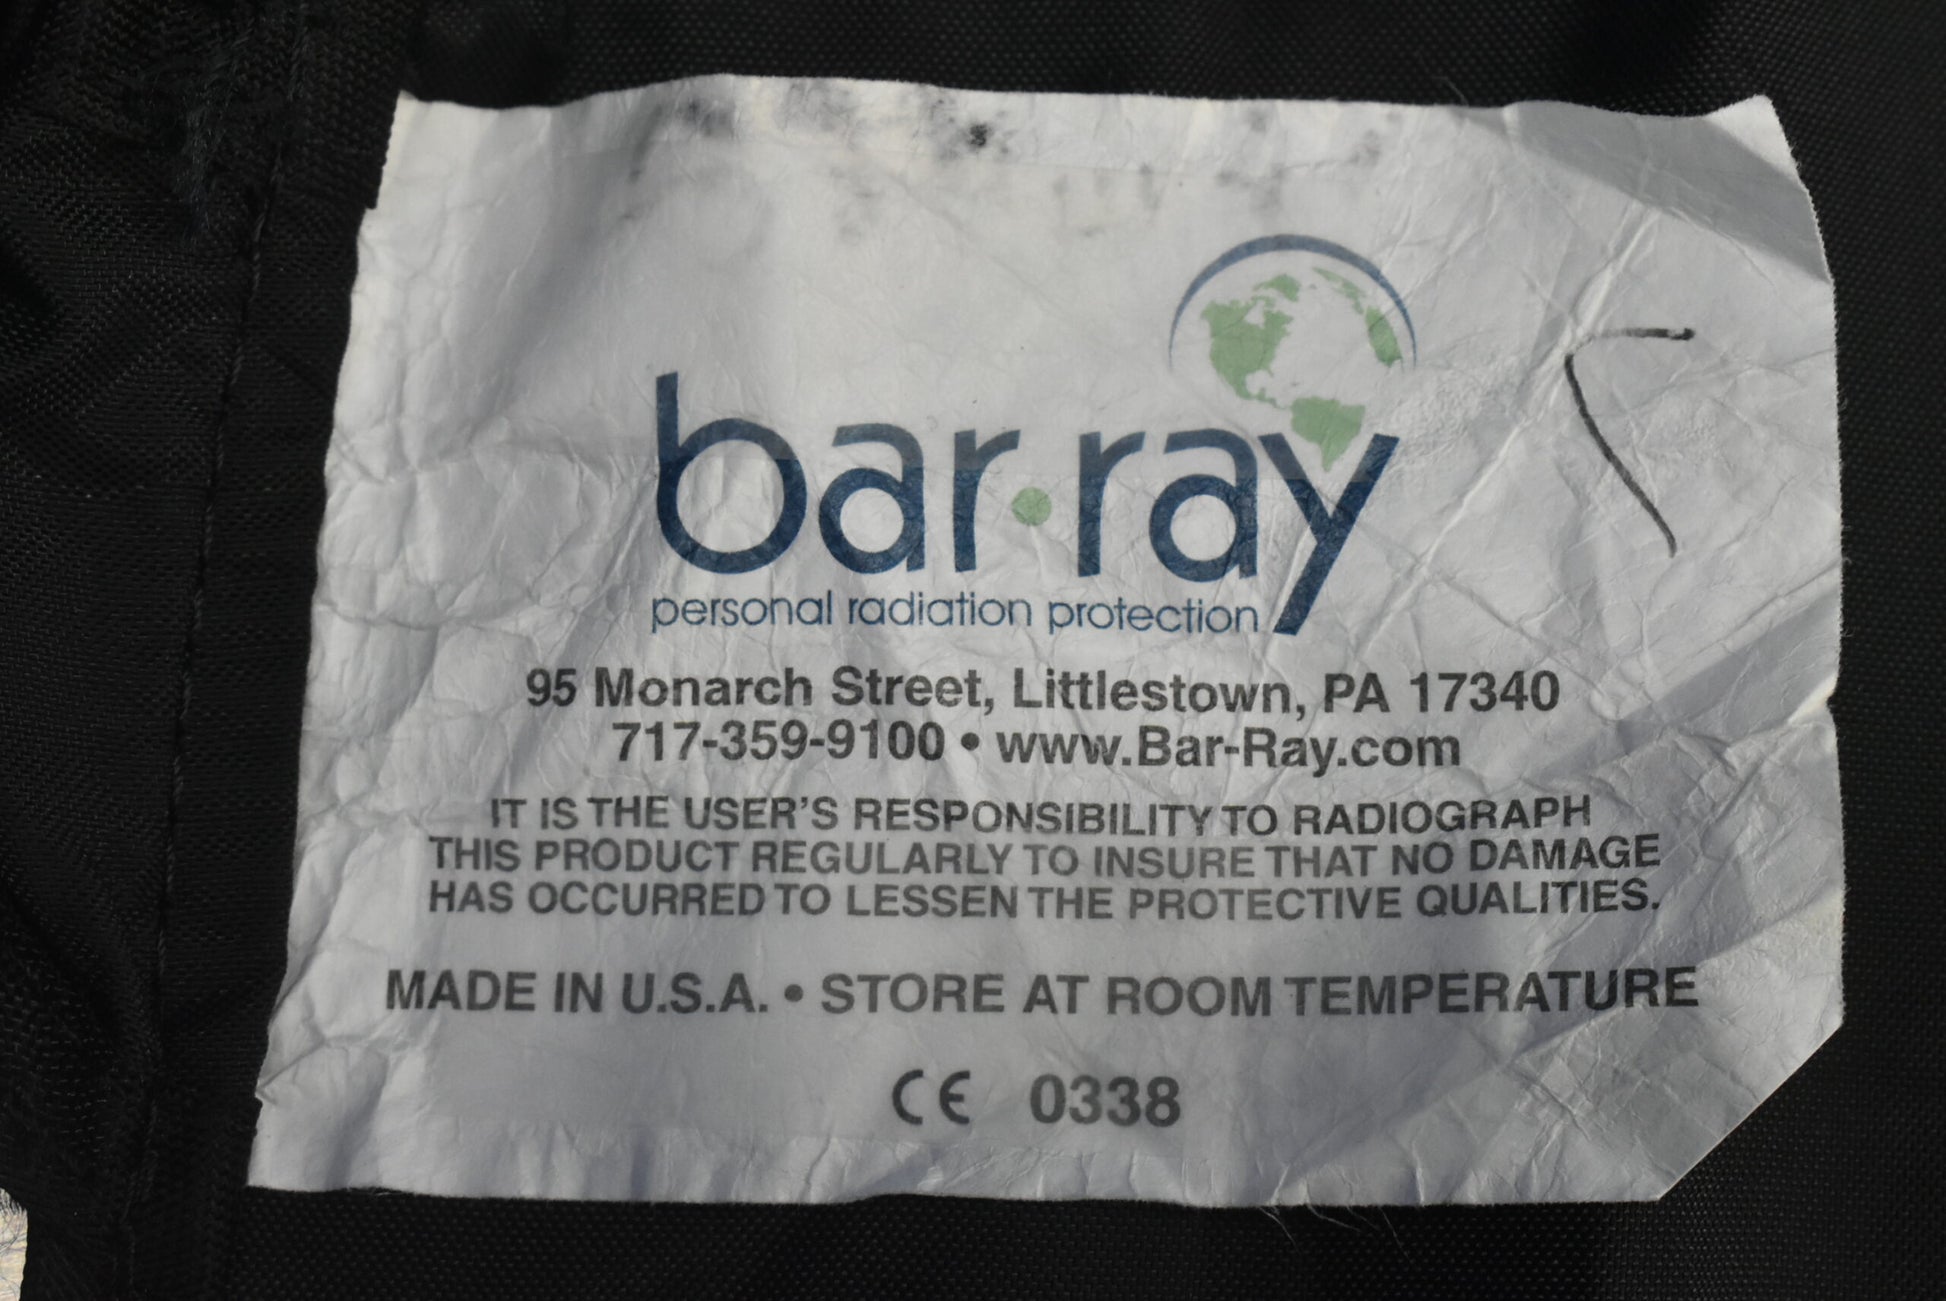 bar·ray
personal radiation protection
95 Monarch Street, Littlestown, PA 17340
717-359-9100 • www.Bar-Ray.com
IT IS THE USER'S RESPONSIBILITY TO RADIOGRAPH
THIS PRODUCT REGULARLY TO INSURE THAT NO DAMAGE
HAS OCCURRED TO LESSEN THE PROTECTIVE QUALITIES.
MADE IN U.S.A. • STORE AT ROOM TEMPERATURE
CE 0338